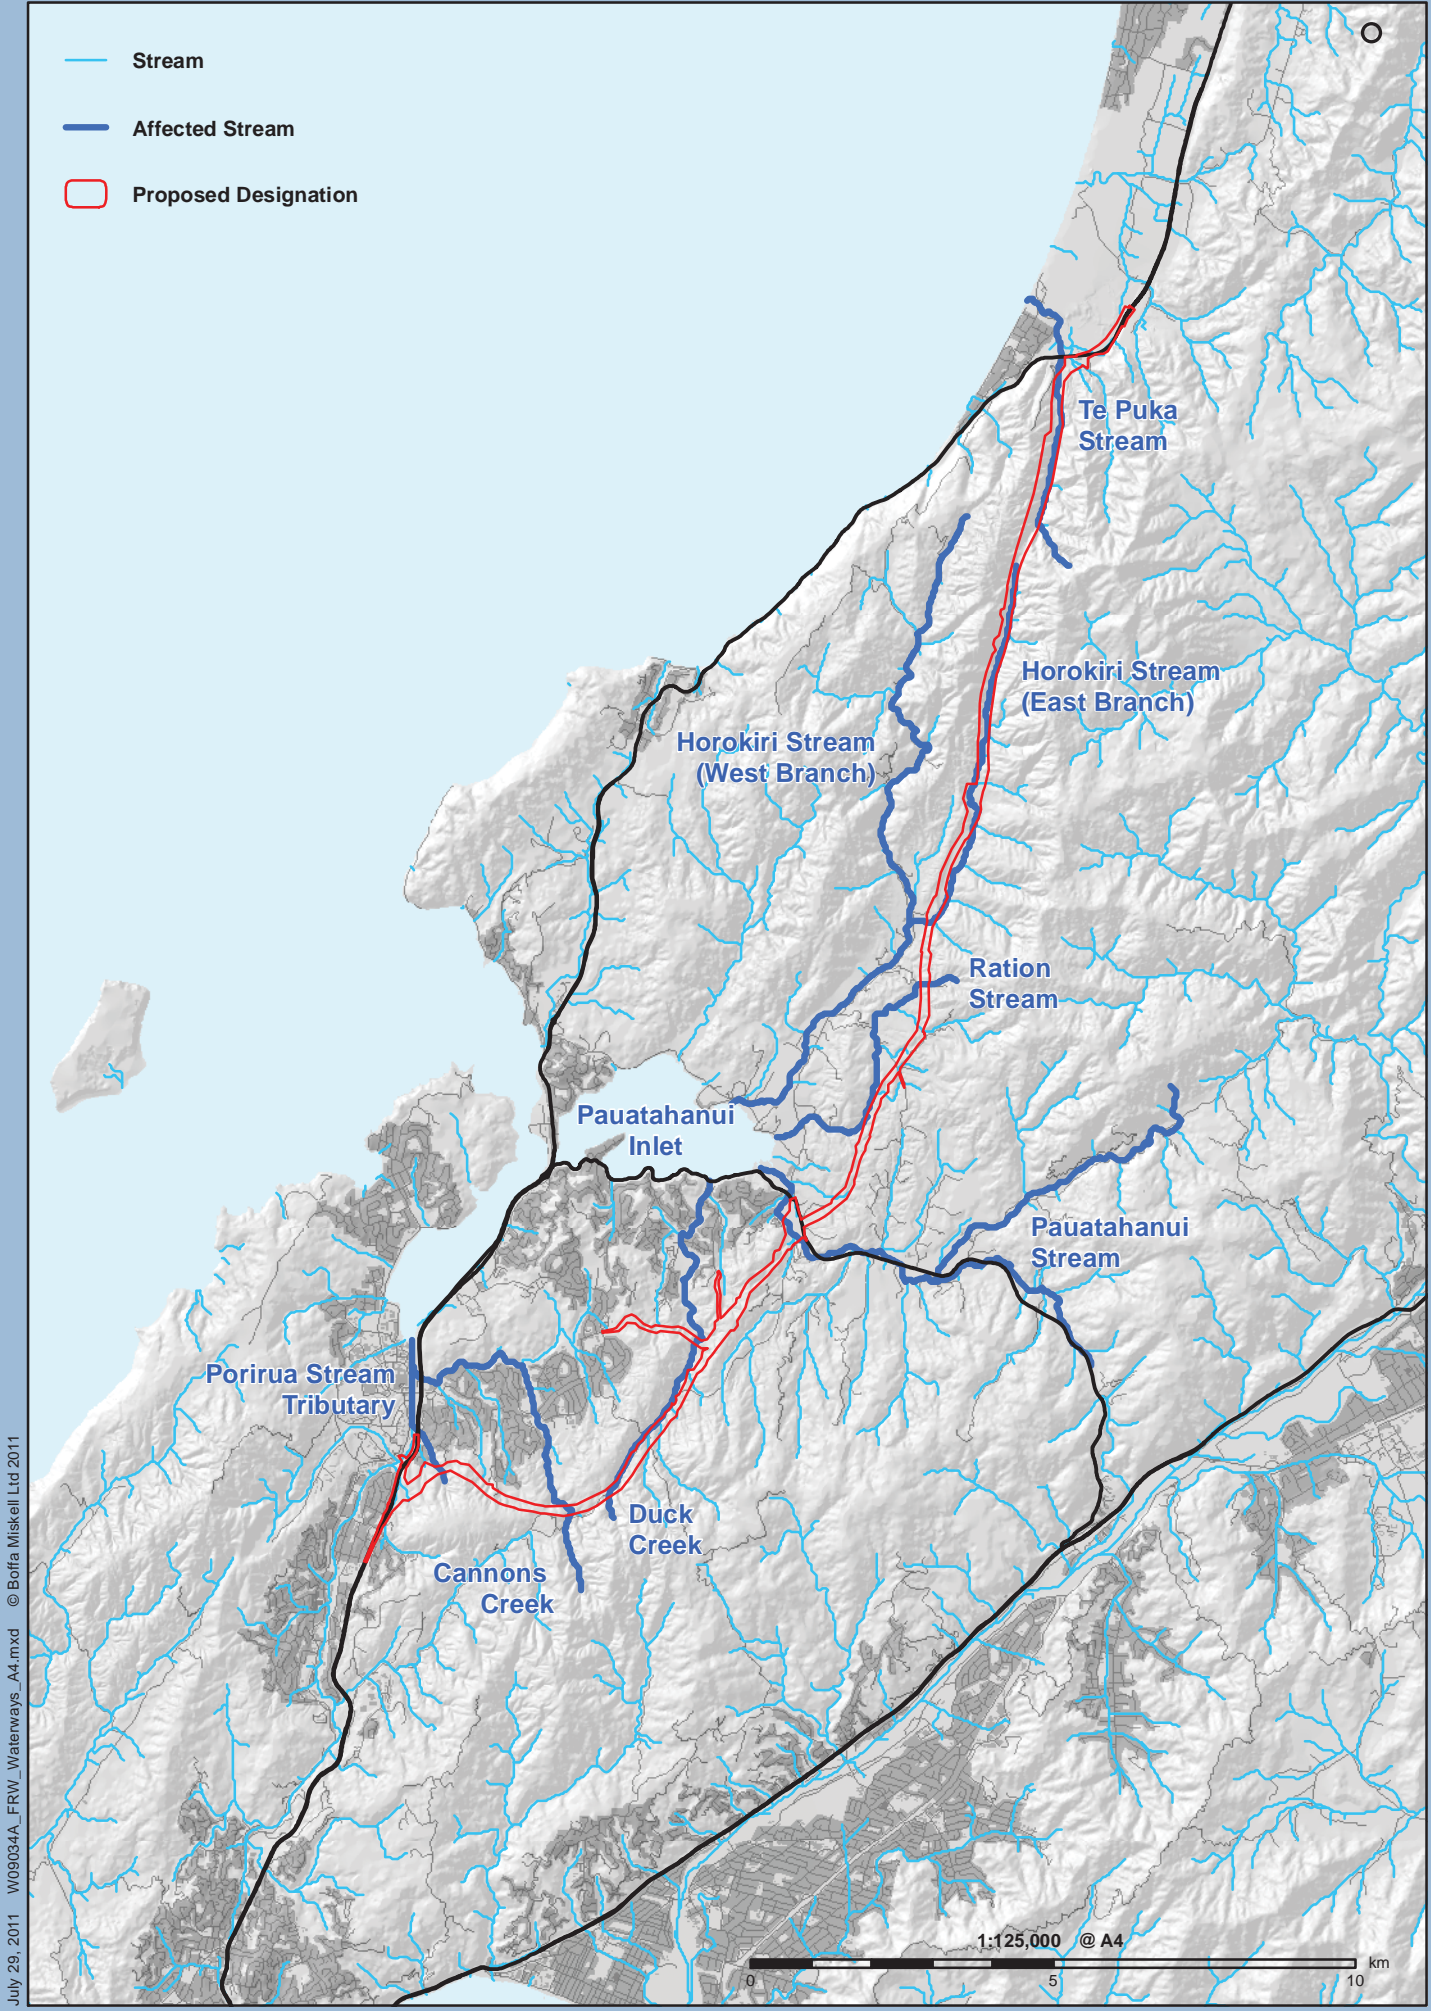 Stream
Affected Stream
Proposed Designation
Te Puka
Stream
Horokiri Stream
(East Branch)
Horokiri Stream
(West Branch)
Ration
Stream
Pauatahanui
Inlet
Pauatahanui
Stream
Porirua Stream
Tributary
Duck
Creek
Cannons
Creek
1:125,000 @ A4
km
0 5 10
July 29, 2011 W09034A_FRW_Waterways_A4.mxd © Boffa Miskell Ltd 2011